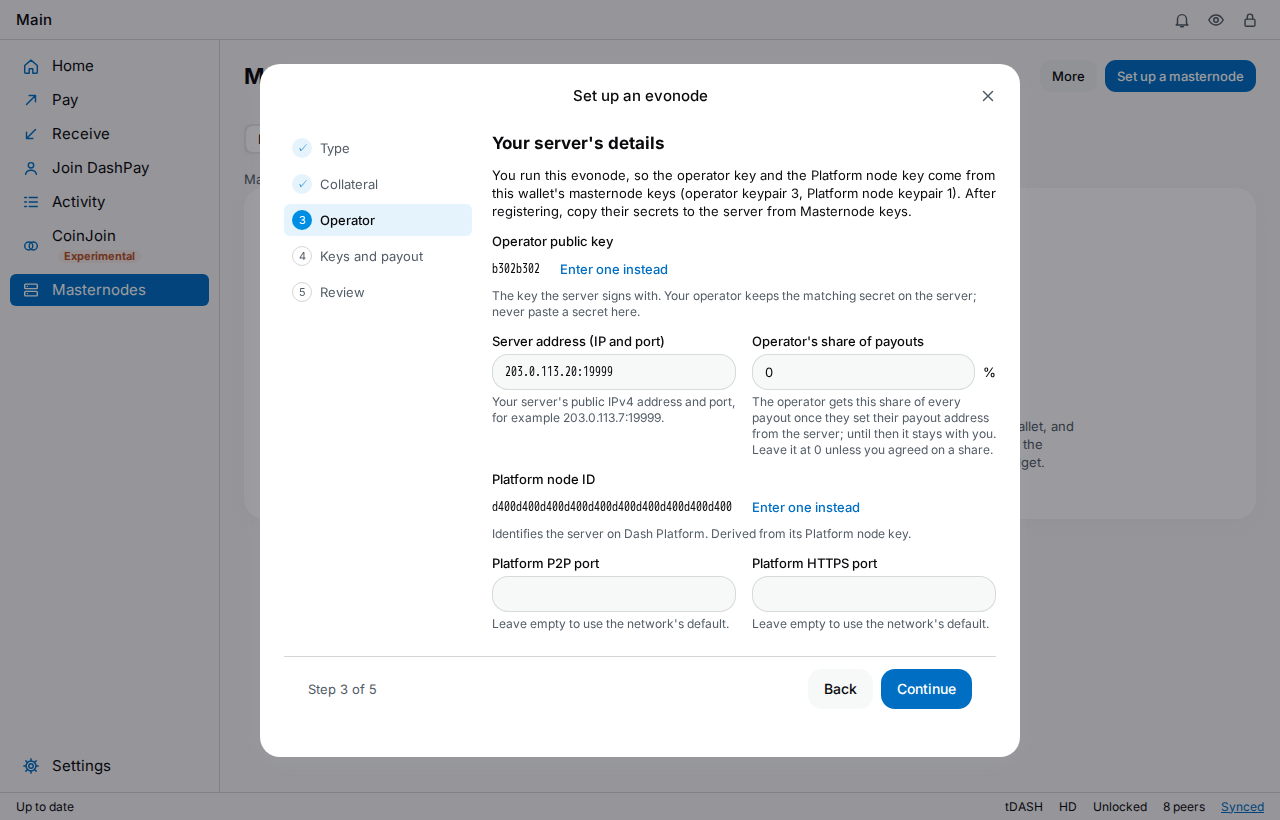 Main
Home
Pay
Receive
Join DashPay
Activity
CoinJoin
Experimental
Masternodes
Settings
More
Set up a masternode
Set up an evonode
Type
Collateral
3 Operator
4 Keys and payout
5 Review
Your server's details
You run this evonode, so the operator key and the Platform node key come from
this wallet's masternode keys (operator keypair 3, Platform node keypair 1). After
registering, copy their secrets to the server from Masternode keys.
Operator public key
b302b302 Enter one instead
The key the server signs with. Your operator keeps the matching secret on the server;
never paste a secret here.
Server address (IP and port)
203.0.113.20:19999
Your server's public IPv4 address and port,
for example 203.0.113.7:19999.
Operator's share of payouts
0 %
The operator gets this share of every
payout once they set their payout address
from the server; until then it stays with you.
Leave it at 0 unless you agreed on a share.
Platform node ID
d400d400d400d400d400d400d400d400d400d400 Enter one instead
Identifies the server on Dash Platform. Derived from its Platform node key.
Platform P2P port
Leave empty to use the network's default.
Platform HTTPS port
Leave empty to use the network's default.
Step 3 of 5
Back
Continue
and
the
Up to date
tDASH HD Unlocked 8 peers Synced